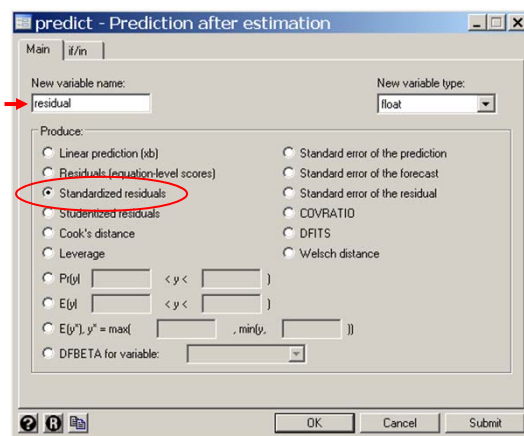 predict - Prediction after estimation
Main if/in
New variable name: New variable type:
residual float
Produce:
Linear prediction (xb) Standard error of the prediction
Residuals (equation-level scores) Standard error of the forecast
Standardized residuals Standard error of the residual
Studentized residuals COVRATIO
Cook's distance DFITS
Leverage Welsch distance
Pr(y| < y < )
E(y| < y < )
E(y*), y* = max( , min(y, ))
DFBETA for variable:
OK Cancel Submit